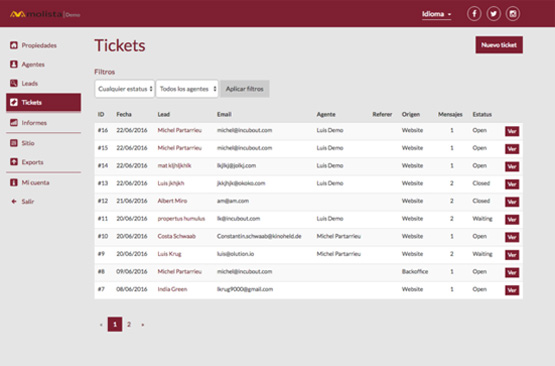 molista|Demo
Idioma
Propiedades
Agentes
Leads
Tickets
Informes
Sitio
Exports
Mi cuenta
Salir
Tickets
Nuevo ticket
Filtros
Cualquier estatus
Todos los agentes
Aplicar filtros
ID Fecha Lead Email Agente Referer Origen Mensajes Estatus
#16 22/06/2016 Michel Partarrieu michel@incubout.com Luis Demo Website 1 Open Ver
#15 22/06/2016 Michel Partarrieu michel@incubout.com Luis Demo Website 1 Open Ver
#14 22/06/2016 Luis Demo Website 1 Open Ver
#13 22/06/2016 Luis jkhjkh Luis Demo Website 2 Closed Ver
#12 21/06/2016 Albert Miro am@am.com Website 2 Closed Ver
#11 20/06/2016 propertus humulus lk@incubout.com Luis Demo Website 2 Waiting Ver
#10 20/06/2016 Costa Schwaab Constantin.schwaab@kinoheld.de Michel Partarrieu Website 1 Open Ver
#9 20/06/2016 Luis Krug luis@olution.io Michel Partarrieu Website 2 Waiting Ver
#8 09/06/2016 Michel Partarrieu michel@incubout.com Backoffice 1 Open Ver
#7 08/06/2016 India Green lkrug9000@gmail.com Website 1 Open Ver
« 1 2 »